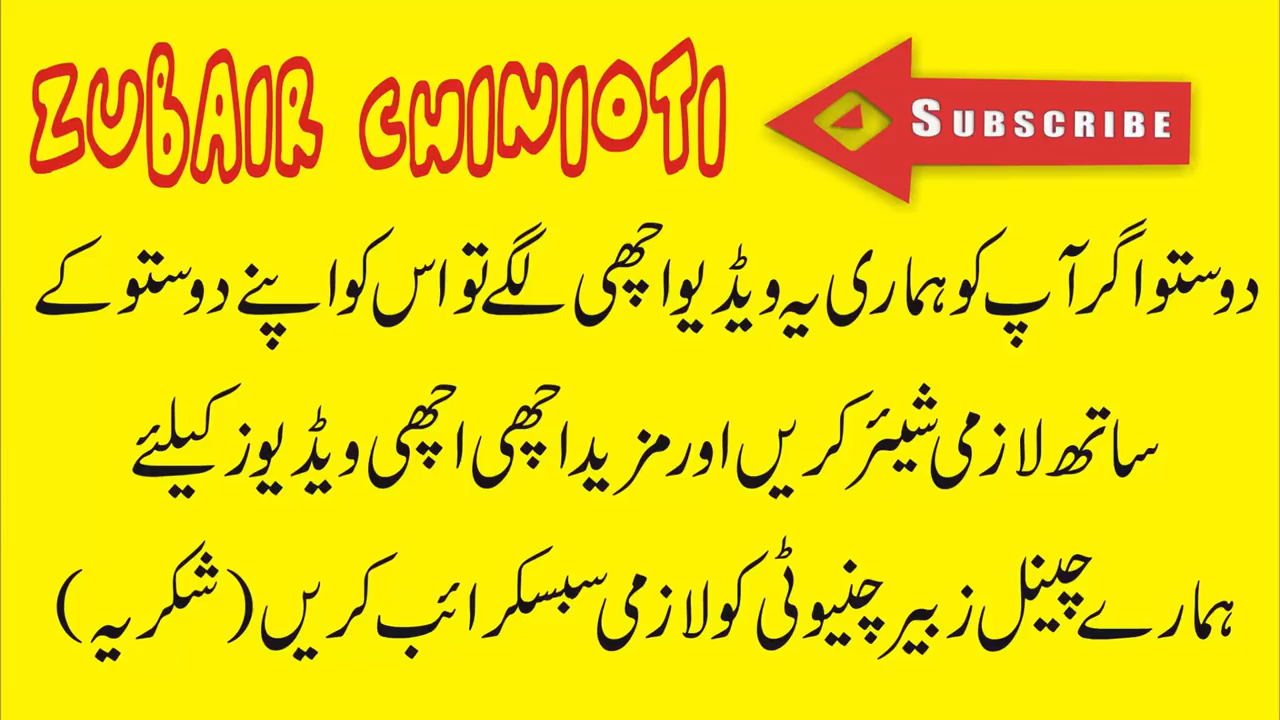 ZUBAIR CHINIOTI
SUBSCRIBE
دوستو اگر آپ کو ہماری یہ ویڈیو اچھی لگے تو اس کو اپنے دوستو کے
ساتھ لازمی شیئر کریں اور مزید اچھی اچھی ویڈیوز کیلئے
ہمارے چینل زبیر چنیوٹی کو لازمی سبسکرائب کریں (شکریہ)